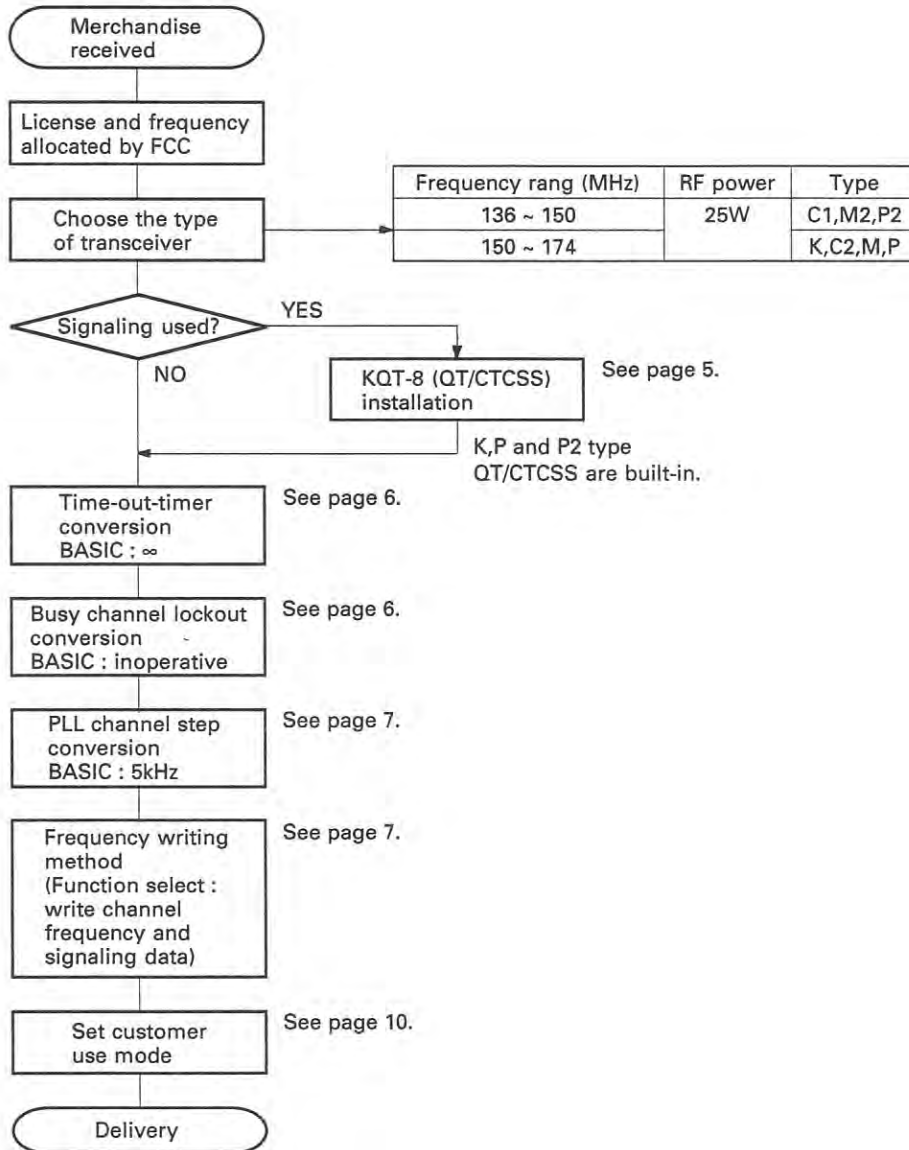 Merchandise
received
License and frequency
allocated by FCC
Choose the type
of transceiver
Frequency rang (MHz) RF power Type
136 ~ 150 25W C1,M2,P2
150 ~ 174 K,C2,M,P
Signaling used?
YES
NO
KQT-8 (QT/CTCSS)
installation
See page 5.
K,P and P2 type
QT/CTCSS are built-in.
Time-out-timer
conversion
BASIC : ∞
See page 6.
Busy channel lockout
conversion
BASIC : inoperative
See page 6.
PLL channel step
conversion
BASIC : 5kHz
See page 7.
Frequency writing
method
(Function select :
write channel
frequency and
signaling data)
See page 7.
Set customer
use mode
See page 10.
Delivery